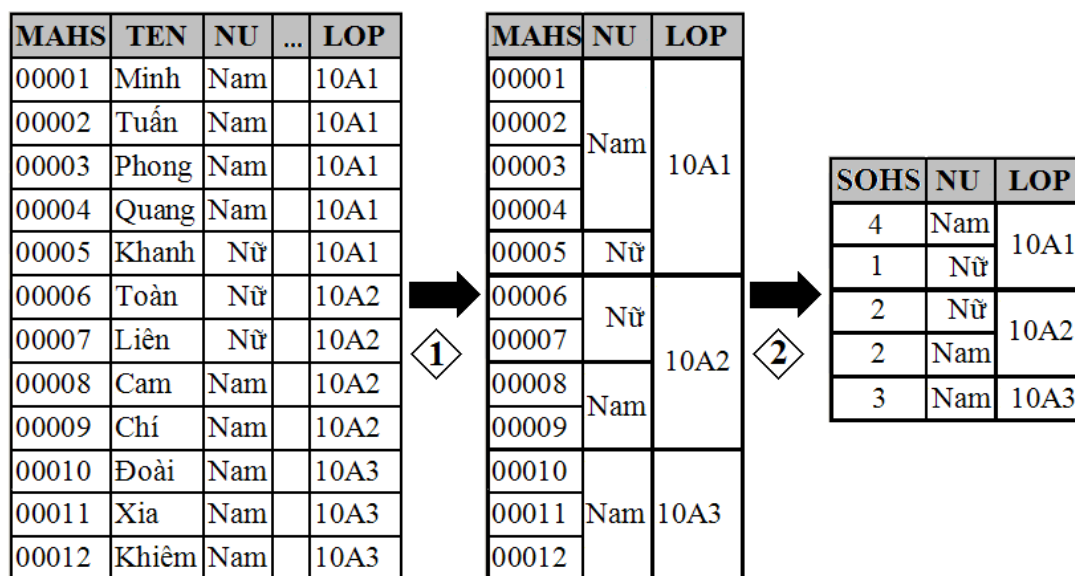 MAHS TEN NU ... LOP
00001 Minh Nam 10A1
00002 Tuấn Nam 10A1
00003 Phong Nam 10A1
00004 Quang Nam 10A1
00005 Khanh Nữ 10A1
00006 Toàn Nữ 10A2
00007 Liên Nữ 10A2
00008 Cam Nam 10A2
00009 Chí Nam 10A2
00010 Đoài Nam 10A3
00011 Xia Nam 10A3
00012 Khiêm Nam 10A3
1
MAHS NU LOP
00001
00002
Nam
00003
10A1
00004
00005 Nữ
00006
Nữ
00007
10A2
00008
Nam
00009
00010
00011 Nam 10A3
00012
2
SOHS NU LOP
4 Nam
10A1
1 Nữ
2 Nữ
10A2
2 Nam
3 Nam 10A3